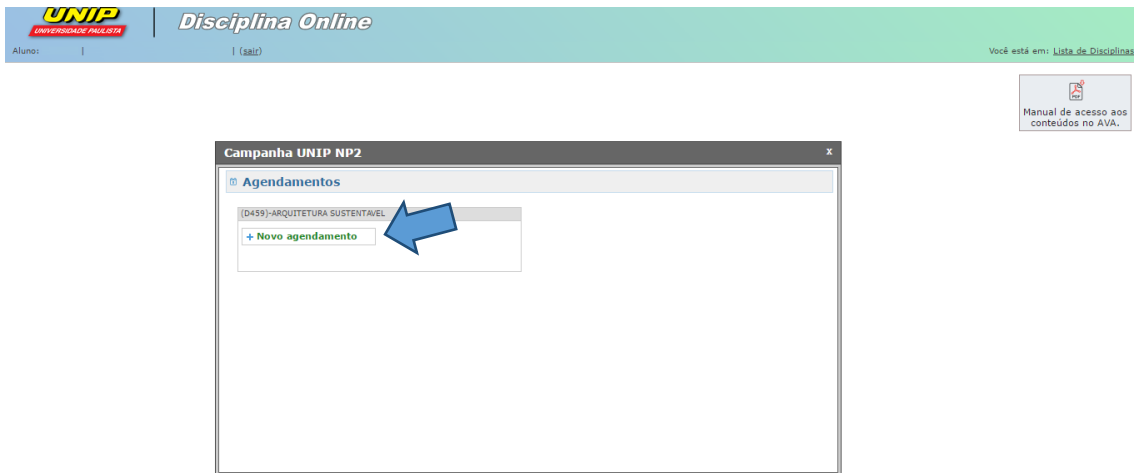 UNIP
UNIVERSIDADE PAULISTA
Disciplina Online
Aluno: | | (sair)
Você está em: Lista de Disciplinas
PDF
Manual de acesso aos
conteúdos no AVA.
Campanha UNIP NP2 x
Agendamentos
(D459)-ARQUITETURA SUSTENTAVEL
+ Novo agendamento